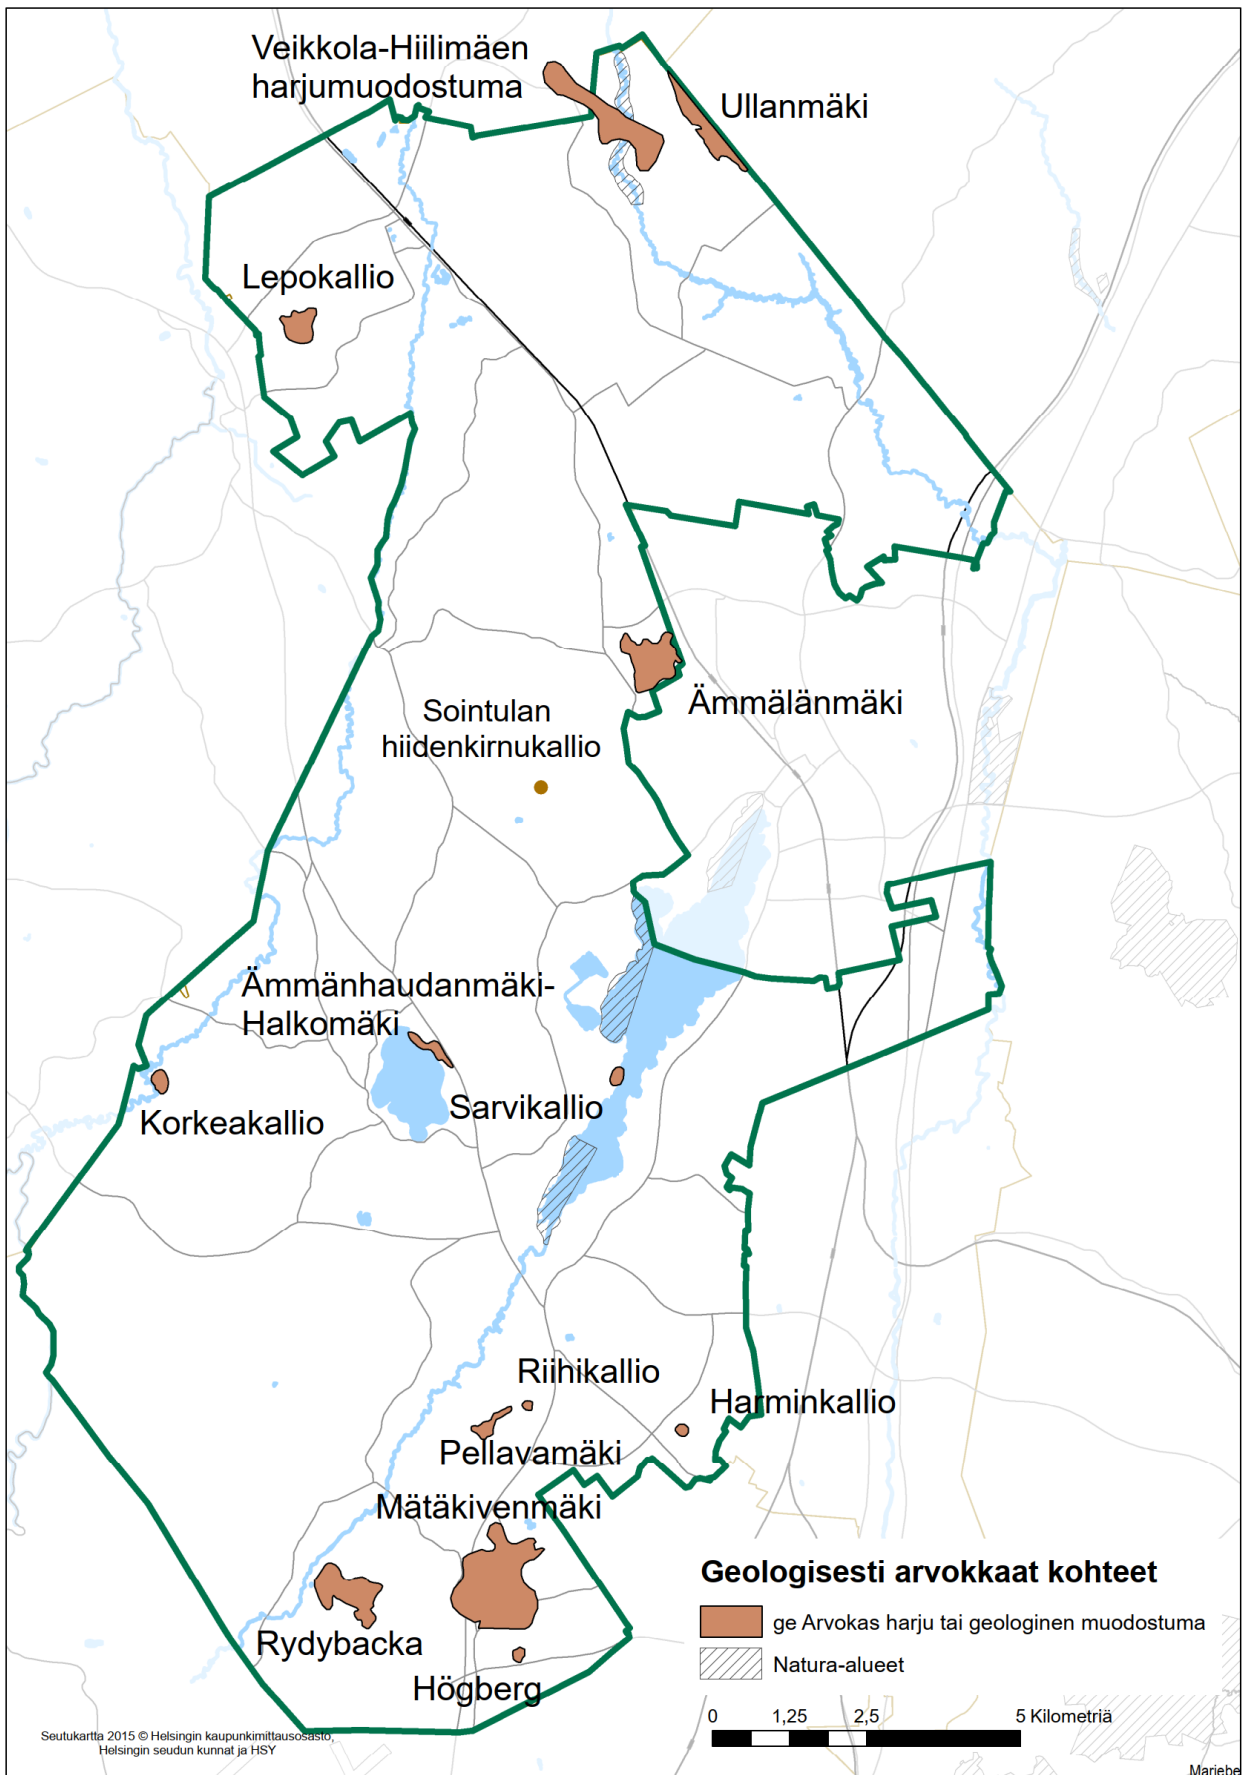 Veikkola-Hiilimäen
harjumuodostuma
Ullanmäki
Lepokallio
Ämmälänmäki
Sointulan
hiidenkirnukallio
Ämmänhaudanmäki-
Halkomäki
Sarvikallio
Korkeakallio
Riihikallio
Harminkallio
Pellavamäki
Mätäkivenmäki
Rydybacka
Högberg
Geologisesti arvokkaat kohteet
ge Arvokas harju tai geologinen muodostuma
Natura-alueet
0 1,25 2,5 5 Kilometriä
Seutukartta 2015 © Helsingin kaupunkimittausosasto,
Helsingin seudun kunnat ja HSY
Mariebe